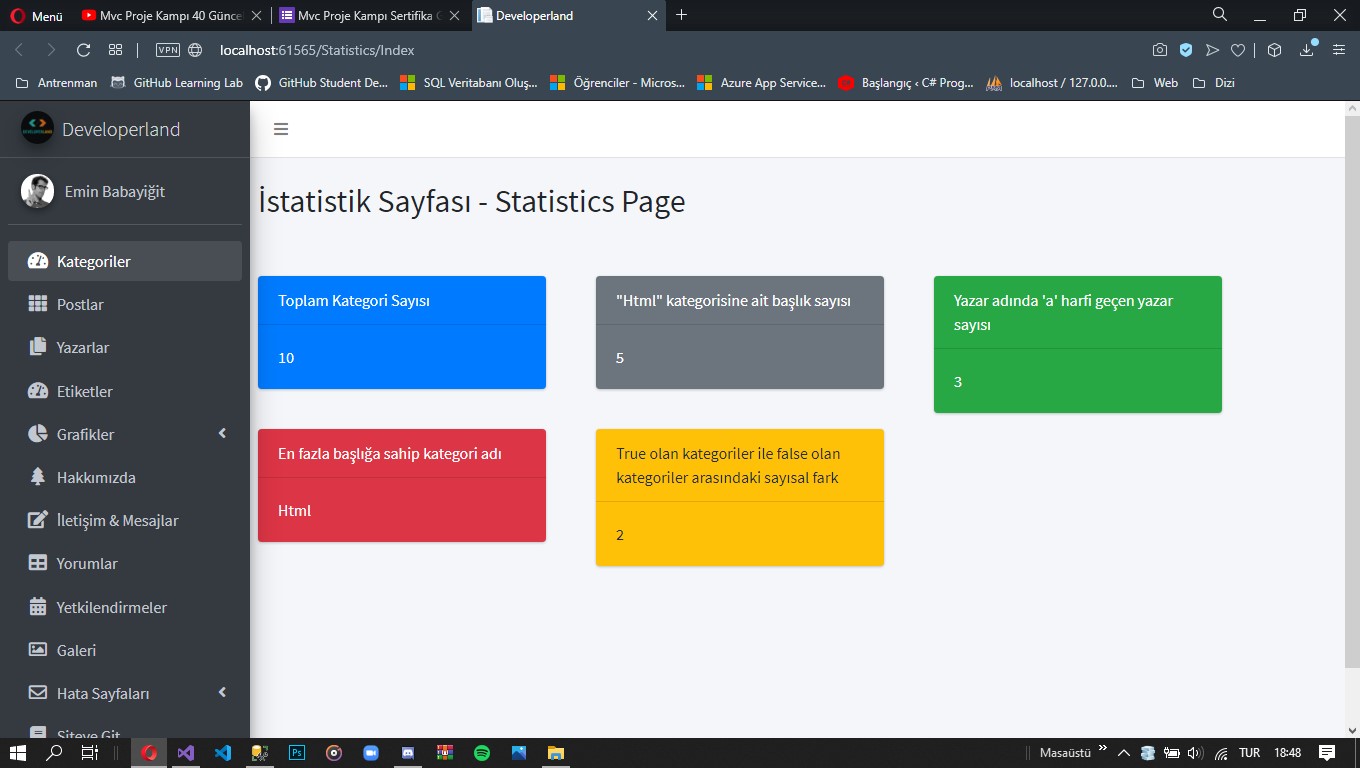 Menü
Mvc Proje Kampı 40 Güncel
Mvc Proje Kampı Sertifika
Developerland
VPN
localhost:61565/Statistics/Index
Antrenman
GitHub Learning Lab
GitHub Student De...
SQL Veritabanı Oluş...
Öğrenciler - Micros...
Azure App Service...
Başlangıç ‹ C# Prog...
localhost / 127.0.0....
Web
Dizi
Developerland
Emin Babayiğit
Kategoriler
Postlar
Yazarlar
Etiketler
Grafikler
Hakkımızda
İletişim & Mesajlar
Yorumlar
Yetkilendirmeler
Galeri
Hata Sayfaları
Siteye Git
İstatistik Sayfası - Statistics Page
Toplam Kategori Sayısı
10
"Html" kategorisine ait başlık sayısı
5
Yazar adında 'a' harfi geçen yazar
sayısı
3
En fazla başlığa sahip kategori adı
Html
True olan kategoriler ile false olan
kategoriler arasındaki sayısal fark
2
Ps
Masaüstü
TUR
18:48